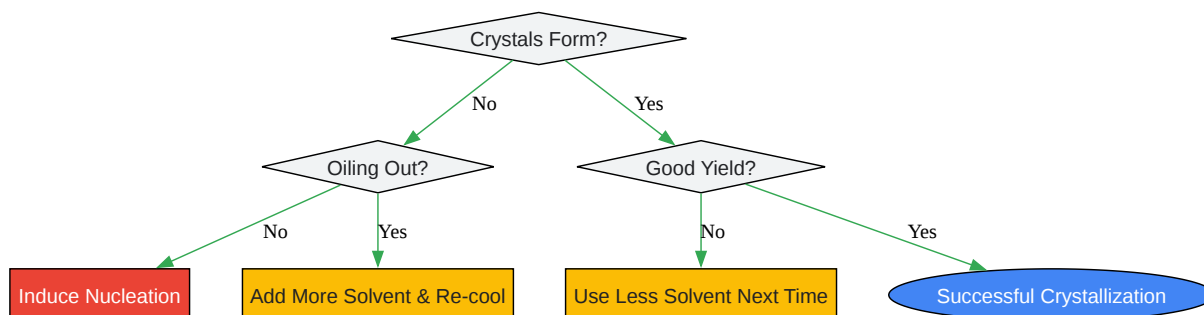 Crystals Form?
No
Yes
Oiling Out?
Good Yield?
No
Yes
No
Yes
Induce Nucleation
Add More Solvent & Re-cool
Use Less Solvent Next Time
Successful Crystallization